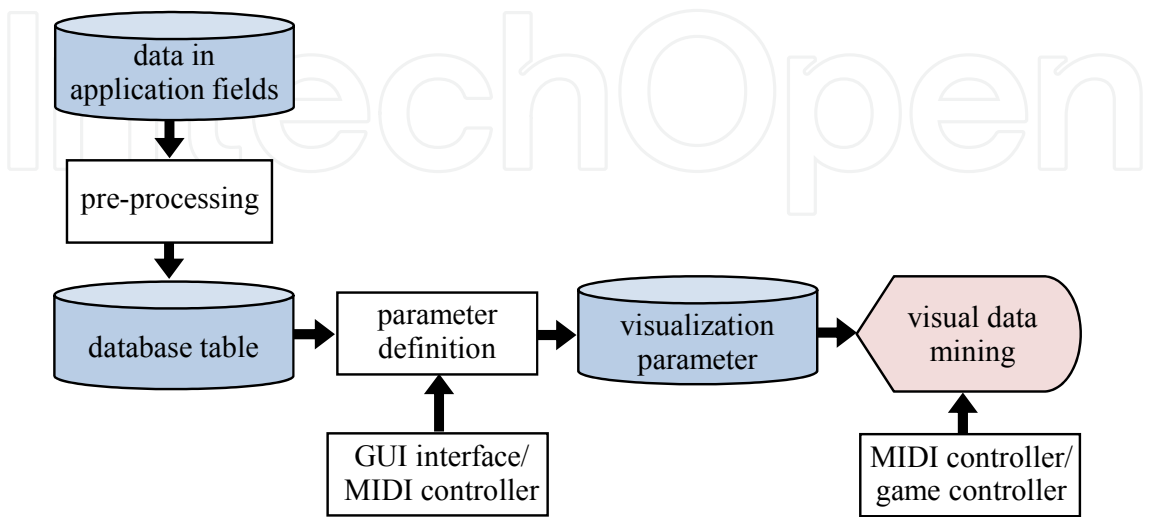 IntechOpen
data in
application fields
pre-processing
database table
parameter
definition
visualization
parameter
visual data
mining
GUI interface/
MIDI controller
MIDI controller/
game controller